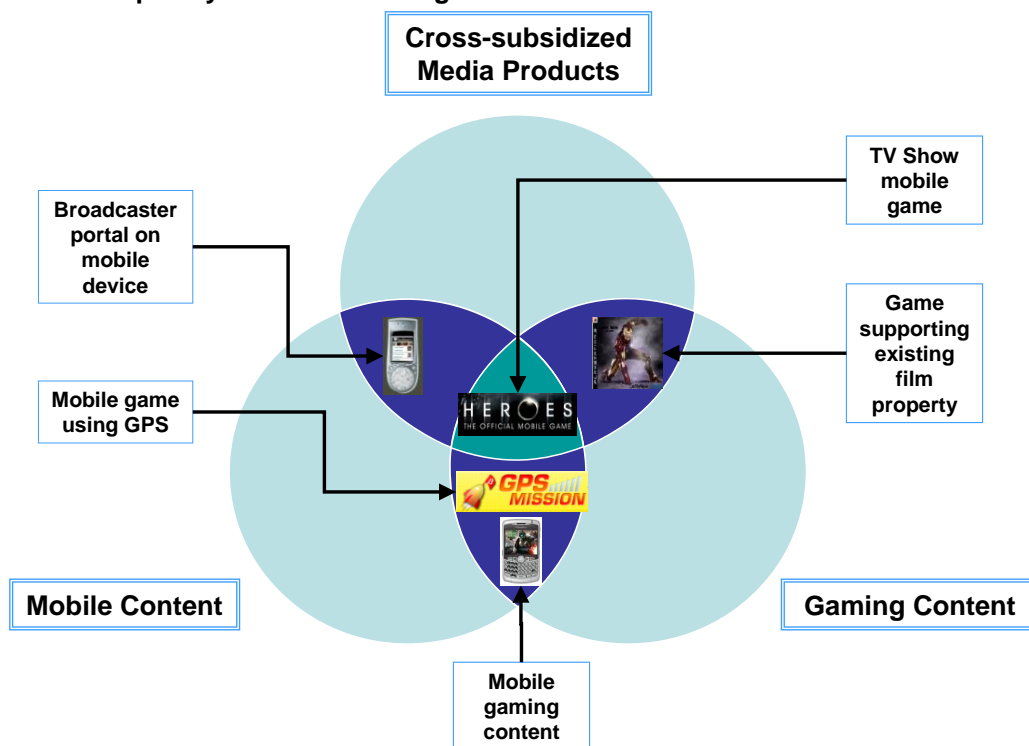 Cross-subsidized
Media Products
TV Show
mobile
game
Broadcaster
portal on
mobile
device
Game
supporting
existing
film
property
HEROES
THE OFFICIAL MOBILE GAME
Mobile game
using GPS
GPS
MISSION
Mobile Content
Gaming Content
Mobile
gaming
content